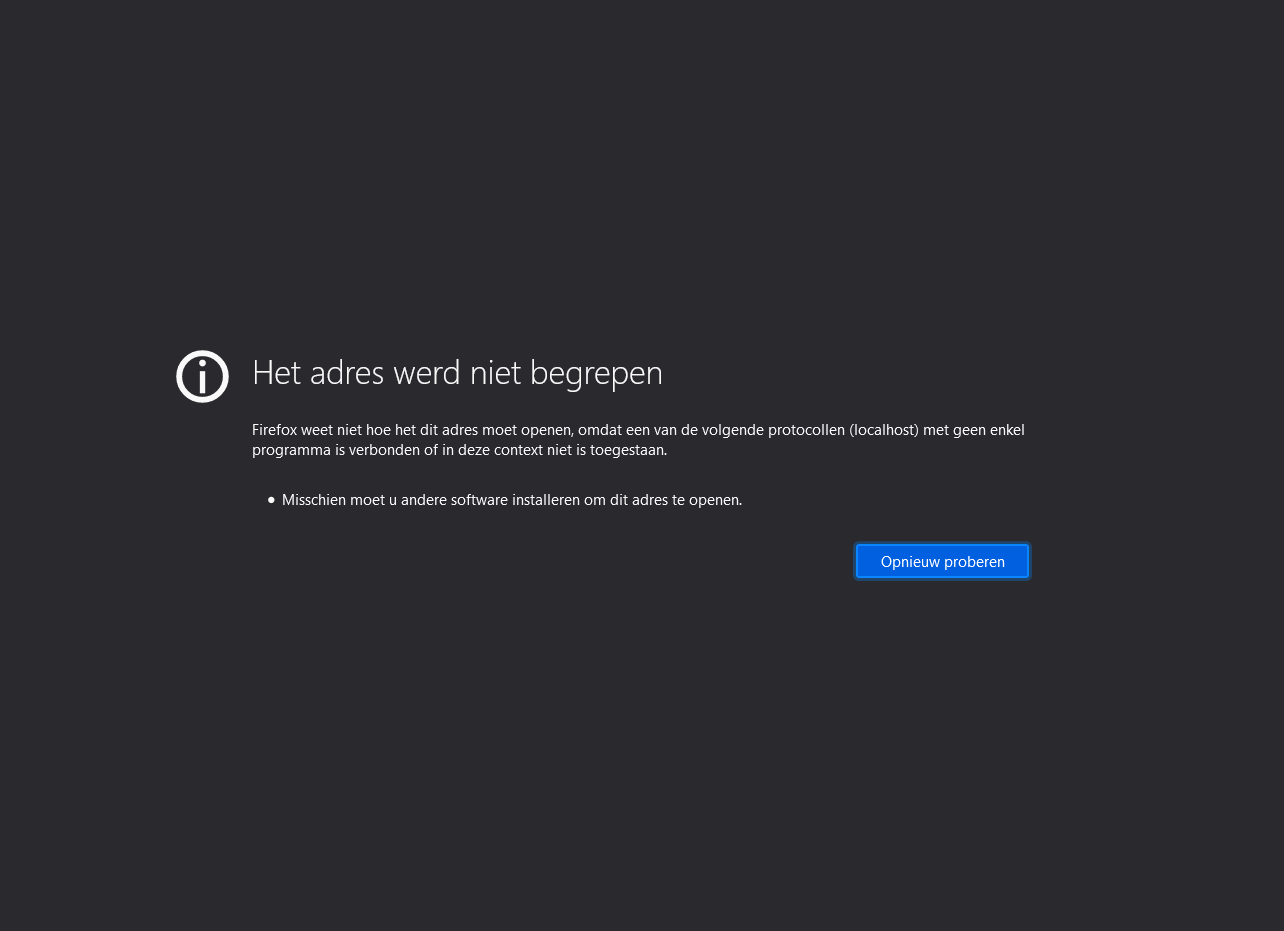 Het adres werd niet begrepen
Firefox weet niet hoe het dit adres moet openen, omdat een van de volgende protocollen (localhost) met geen enkel
programma is verbonden of in deze context niet is toegestaan.
Misschien moet u andere software installeren om dit adres te openen.
Opnieuw proberen